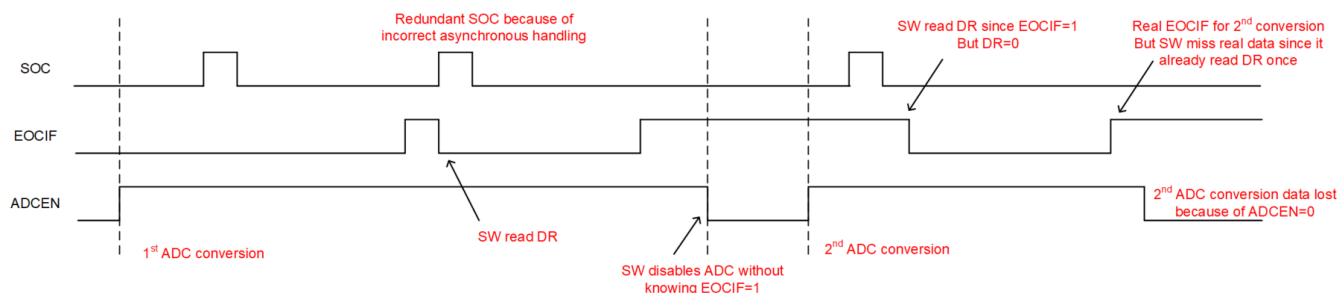 Redundant SOC because of
incorrect asynchronous handling
SW read DR since EOCIF=1
But DR=0
Real EOCIF for 2nd conversion
But SW miss real data since it
already read DR once
SOC
EOCIF
ADCEN
SW read DR
1st ADC conversion
SW disables ADC without
knowing EOCIF=1
2nd ADC conversion
2nd ADC conversion data lost
because of ADCEN=0